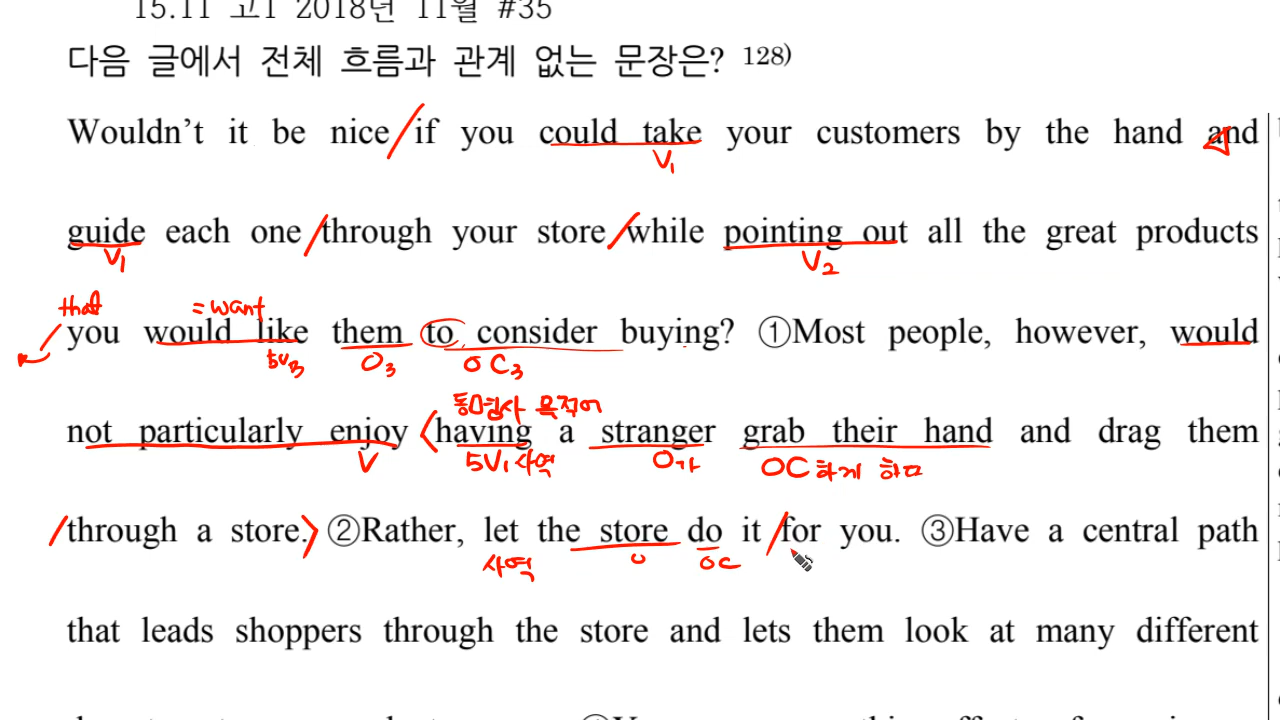 15.11 고1 2018년 11월 #35
다음 글에서 전체 흐름과 관계 없는 문장은? 128)
Wouldn't it be nice if you could take your customers by the hand and
V₁
guide each one through your store while pointing out all the great products
V₁ V₂
that = want
you would like them to consider buying? ①Most people, however, would
O₃ OC₃
동명사 목적어
not particularly enjoy having a stranger grab their hand and drag them
V 5V₁ 사역 O가 OC하게 하다
through a store. ②Rather, let the store do it for you. ③Have a central path
사역 O OC
that leads shoppers through the store and lets them look at many different